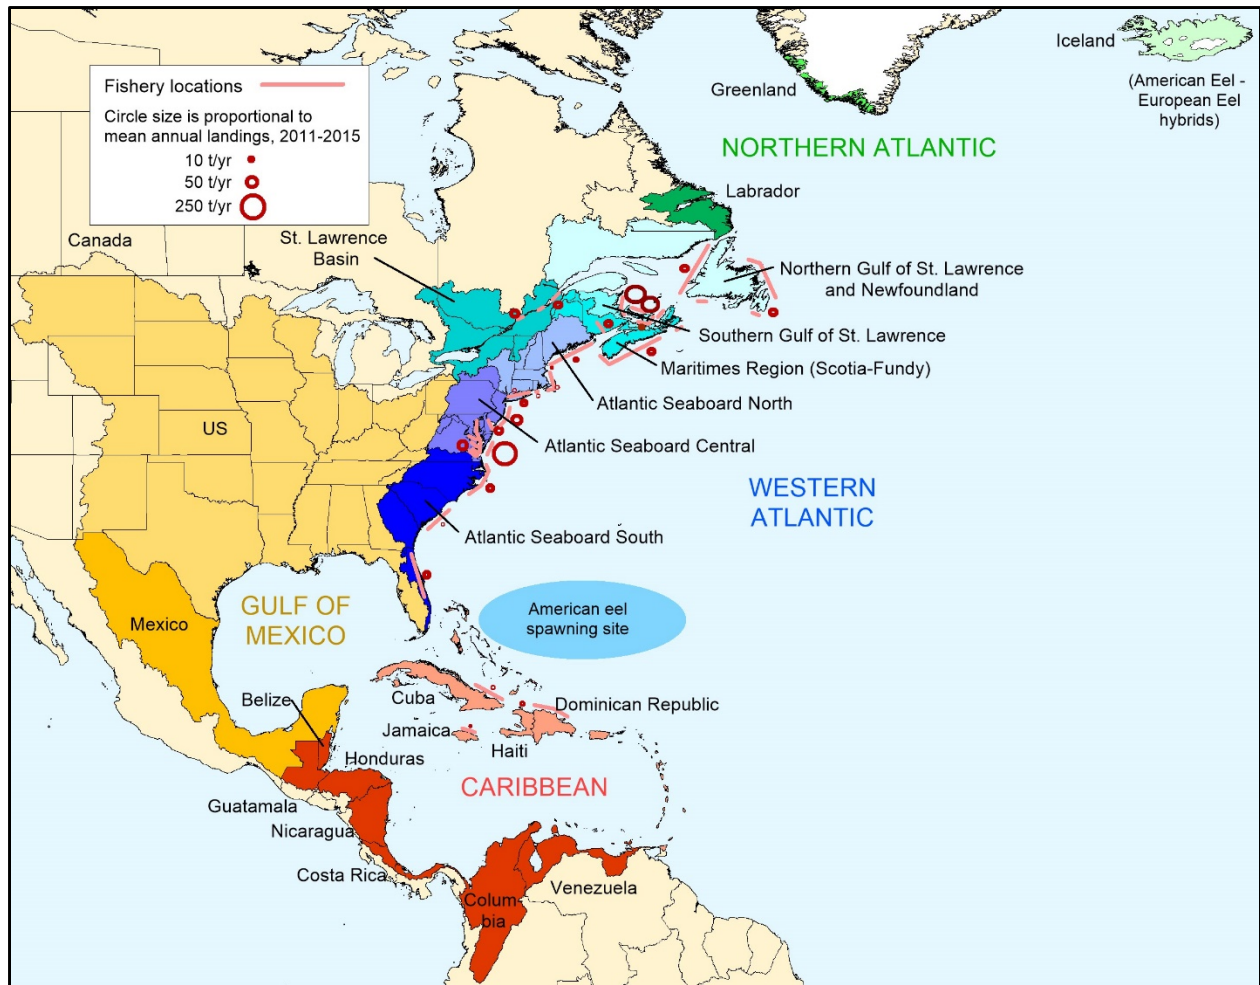 Iceland
(American Eel -
European Eel
hybrids)
Greenland
Fishery locations
Circle size is proportional to
mean annual landings, 2011-2015
10 t/yr
50 t/yr
250 t/yr
NORTHERN ATLANTIC
Labrador
Canada
St. Lawrence
Basin
Northern Gulf of St. Lawrence
and Newfoundland
Southern Gulf of St. Lawrence
Maritimes Region (Scotia-Fundy)
Atlantic Seaboard North
US
Atlantic Seaboard Central
WESTERN
ATLANTIC
Atlantic Seaboard South
GULF OF
MEXICO
American eel
spawning site
Mexico
Belize
Cuba
Dominican Republic
Jamaica
Haiti
Honduras
CARIBBEAN
Guatamala
Nicaragua
Costa Rica
Venezuela
Colum-
bia